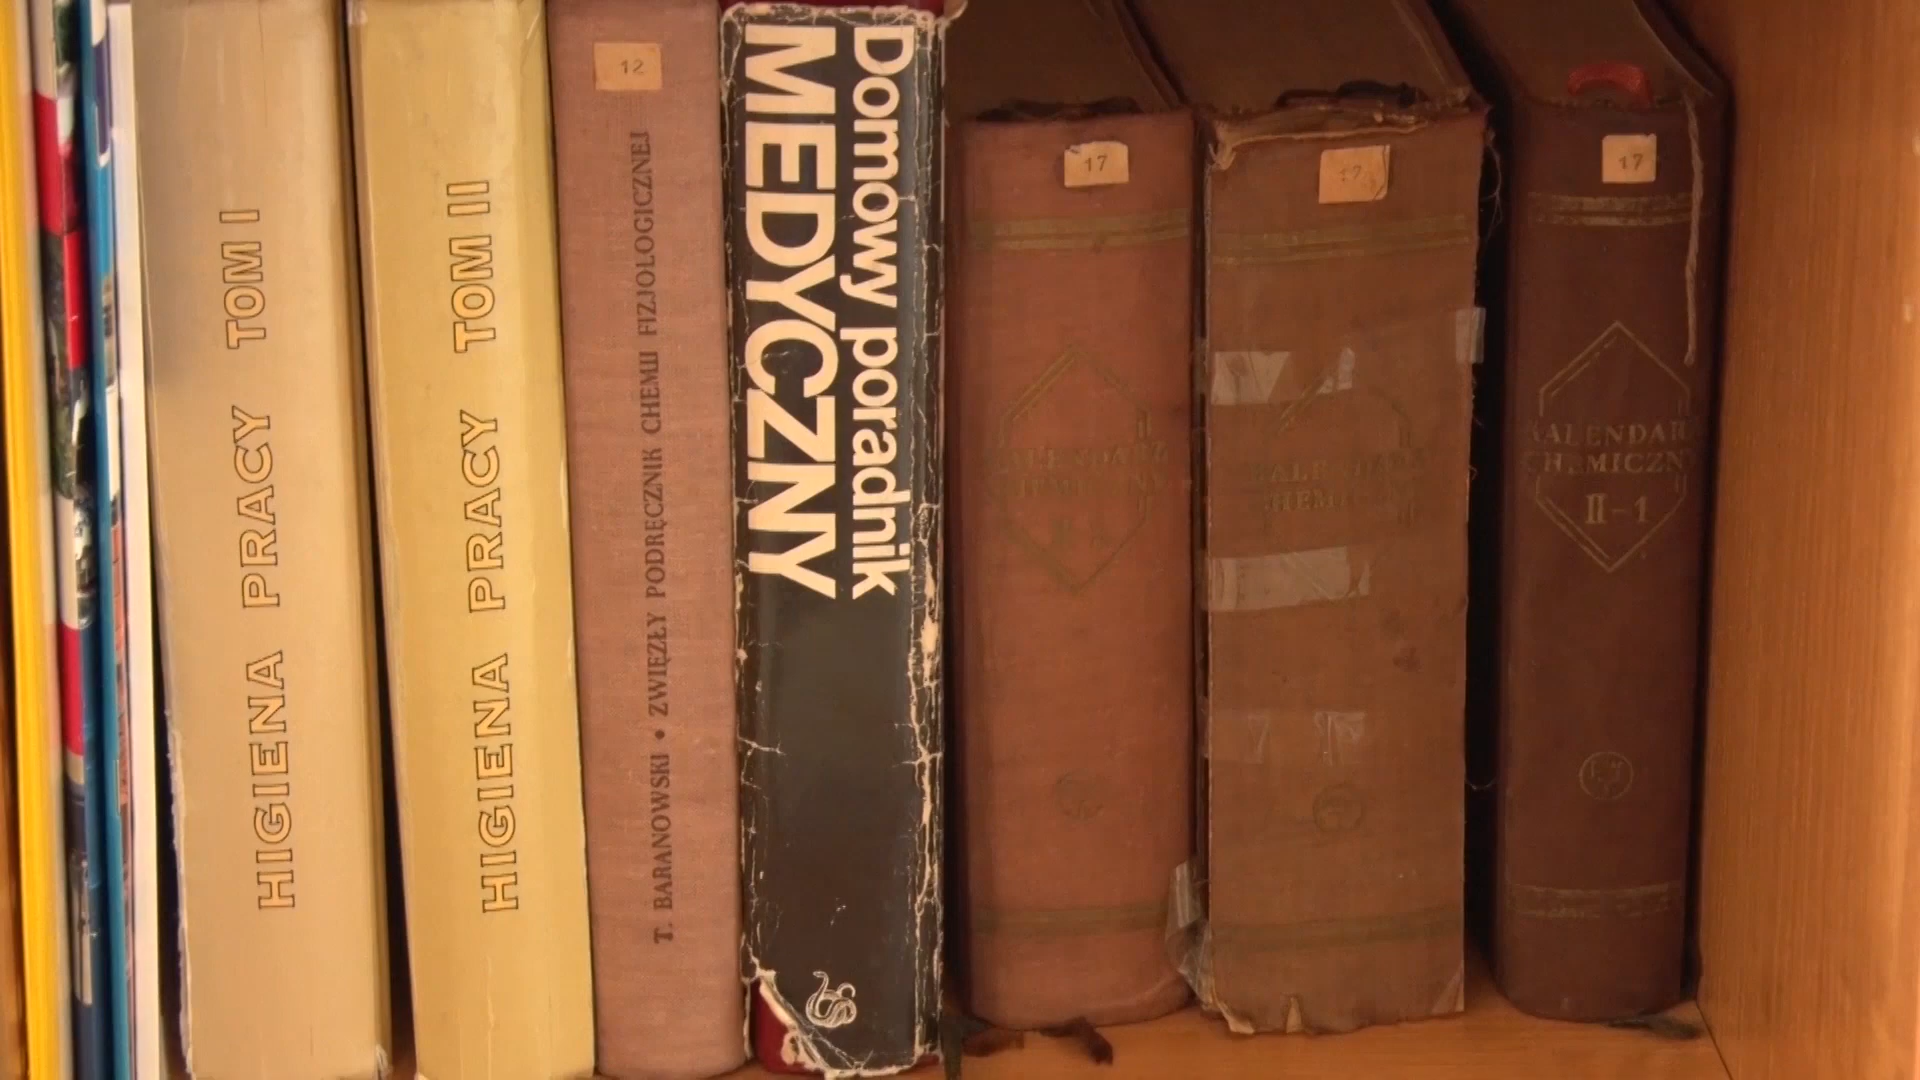 HIGIENA PRACY TOM I
HIGIENA PRACY TOM II
12
T. BARANOWSKI • ZWIĘZŁY PODRĘCZNIK CHEMII FIZJOLOGICZNEJ
Domowy poradnik
MEDYCZNY
17
17
KALENDARZ
CHEMICZNY
II-1